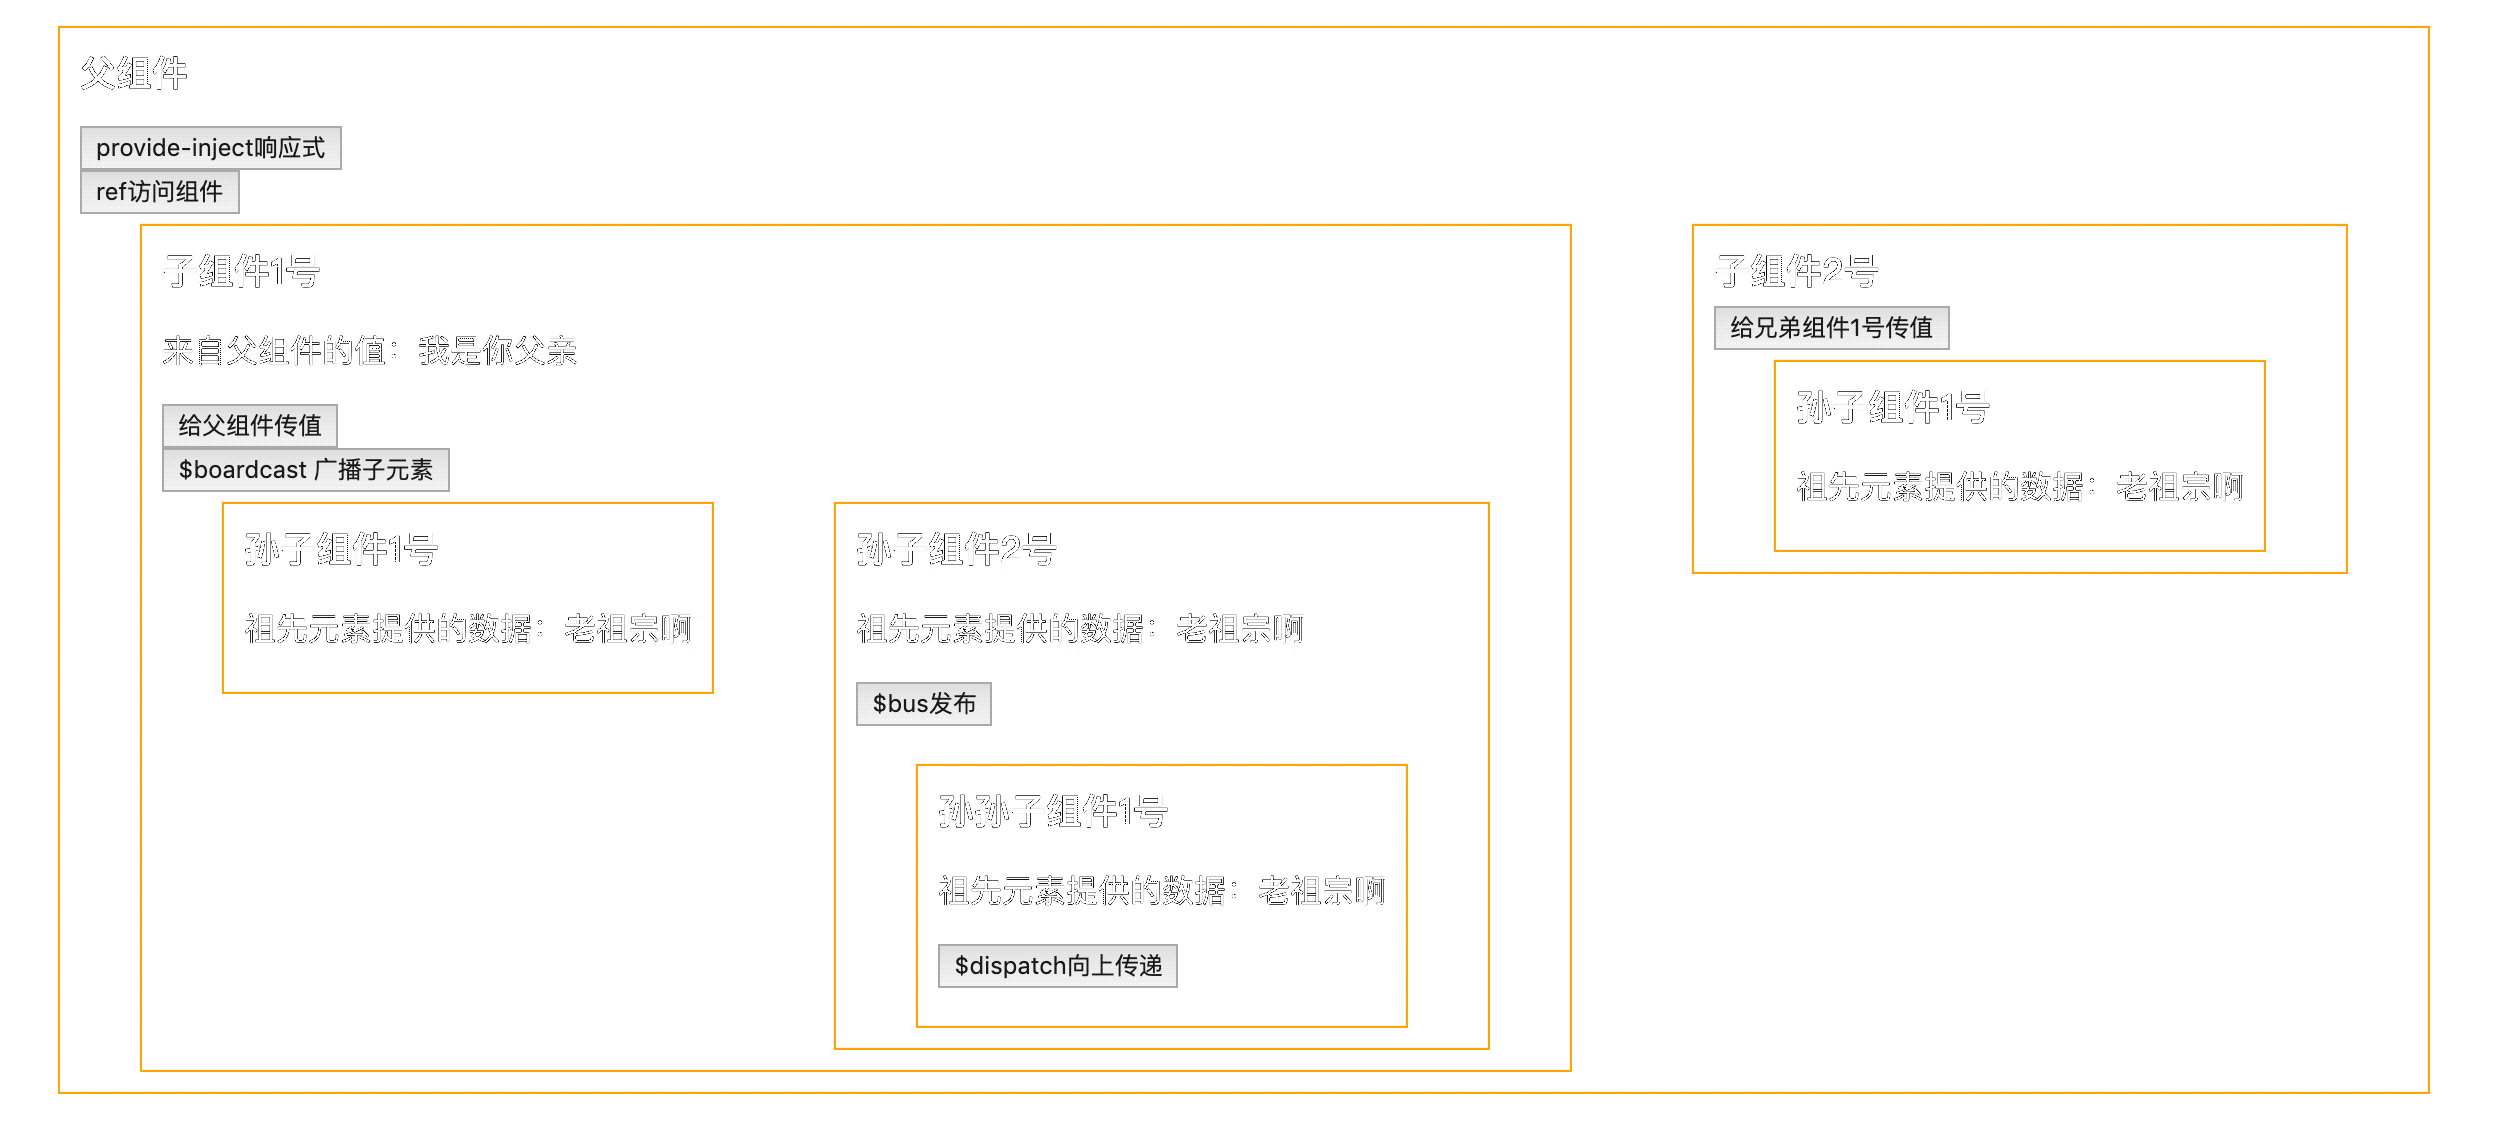 父组件
provide-inject响应式
ref访问组件
子组件1号
来自父组件的值：我是你父亲
给父组件传值
$boardcast 广播子元素
孙子组件1号
祖先元素提供的数据：老祖宗啊
孙子组件2号
祖先元素提供的数据：老祖宗啊
$bus发布
孙孙子组件1号
祖先元素提供的数据：老祖宗啊
$dispatch向上传递
子组件2号
给兄弟组件1号传值
孙子组件1号
祖先元素提供的数据：老祖宗啊